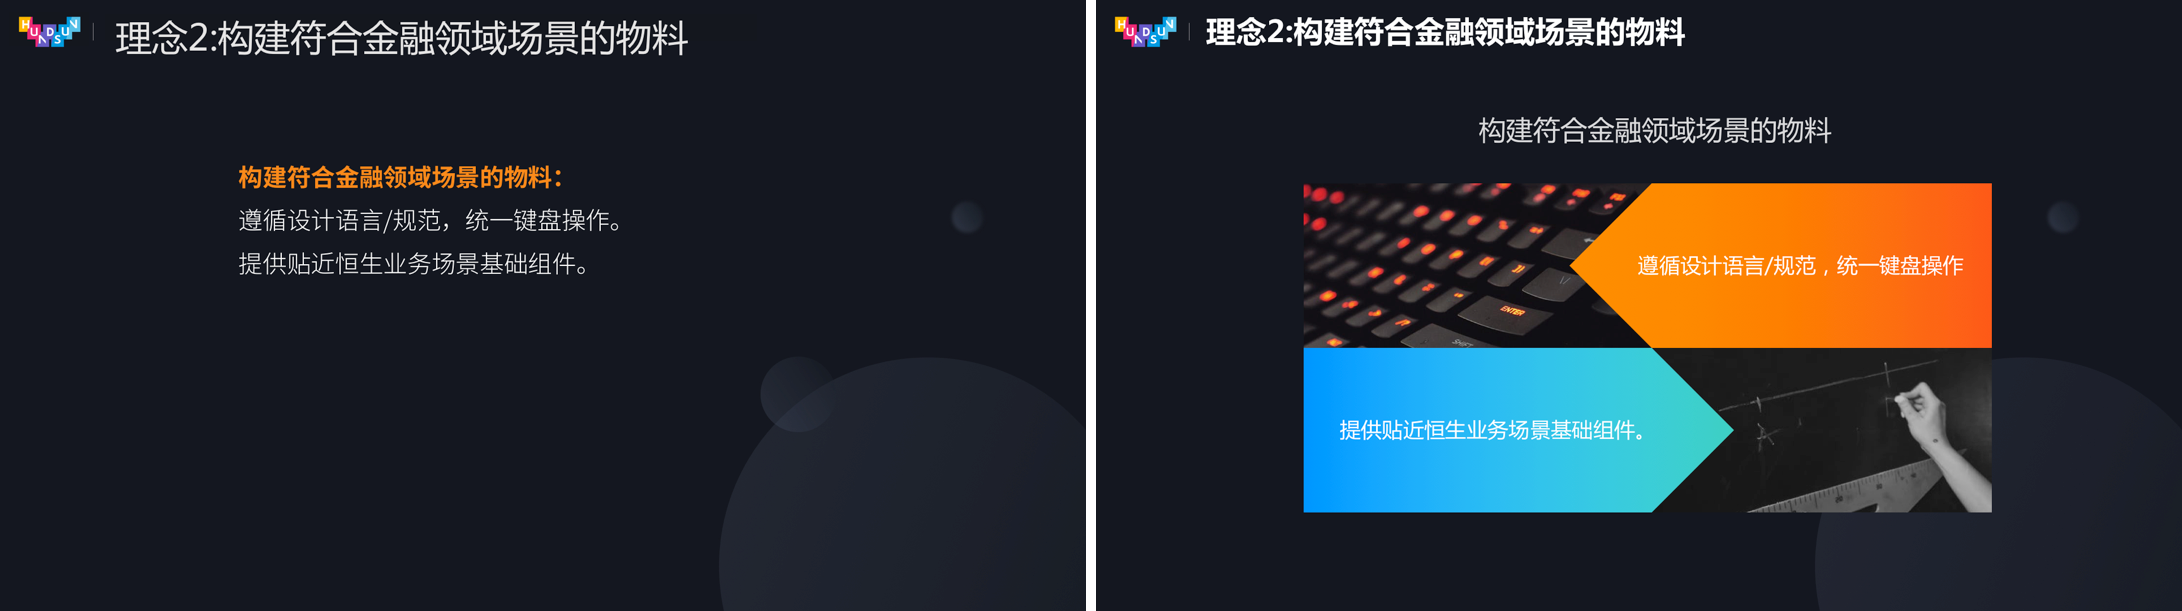 HUNDSUN
理念2:构建符合金融领域场景的物料
构建符合金融领域场景的物料：
遵循设计语言/规范，统一键盘操作。
提供贴近恒生业务场景基础组件。
HUNDSUN
理念2:构建符合金融领域场景的物料
构建符合金融领域场景的物料
遵循设计语言/规范，统一键盘操作
ENTER
SHIFT
提供贴近恒生业务场景基础组件。